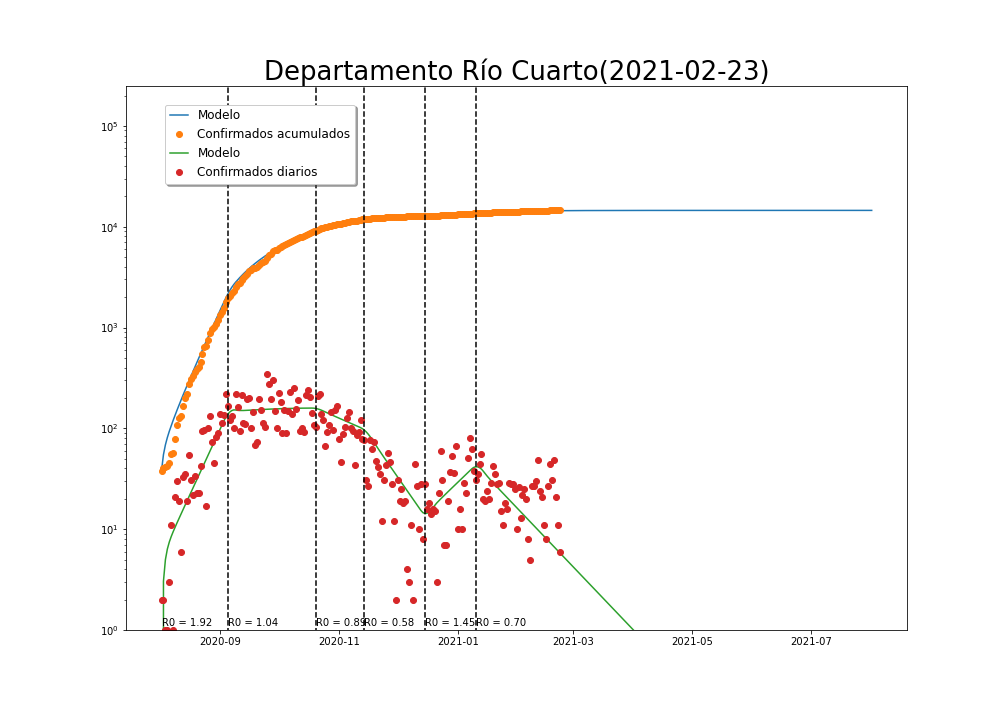 Departamento Río Cuarto(2021-02-23)
Modelo
Confirmados acumulados
Modelo
Confirmados diarios
10⁵
10⁴
10³
10²
10¹
10⁰
R0 = 1.92 R0 = 1.04 R0 = 0.89 R0 = 0.58 R0 = 1.45 R0 = 0.70
2020-09 2020-11 2021-01 2021-03 2021-05 2021-07